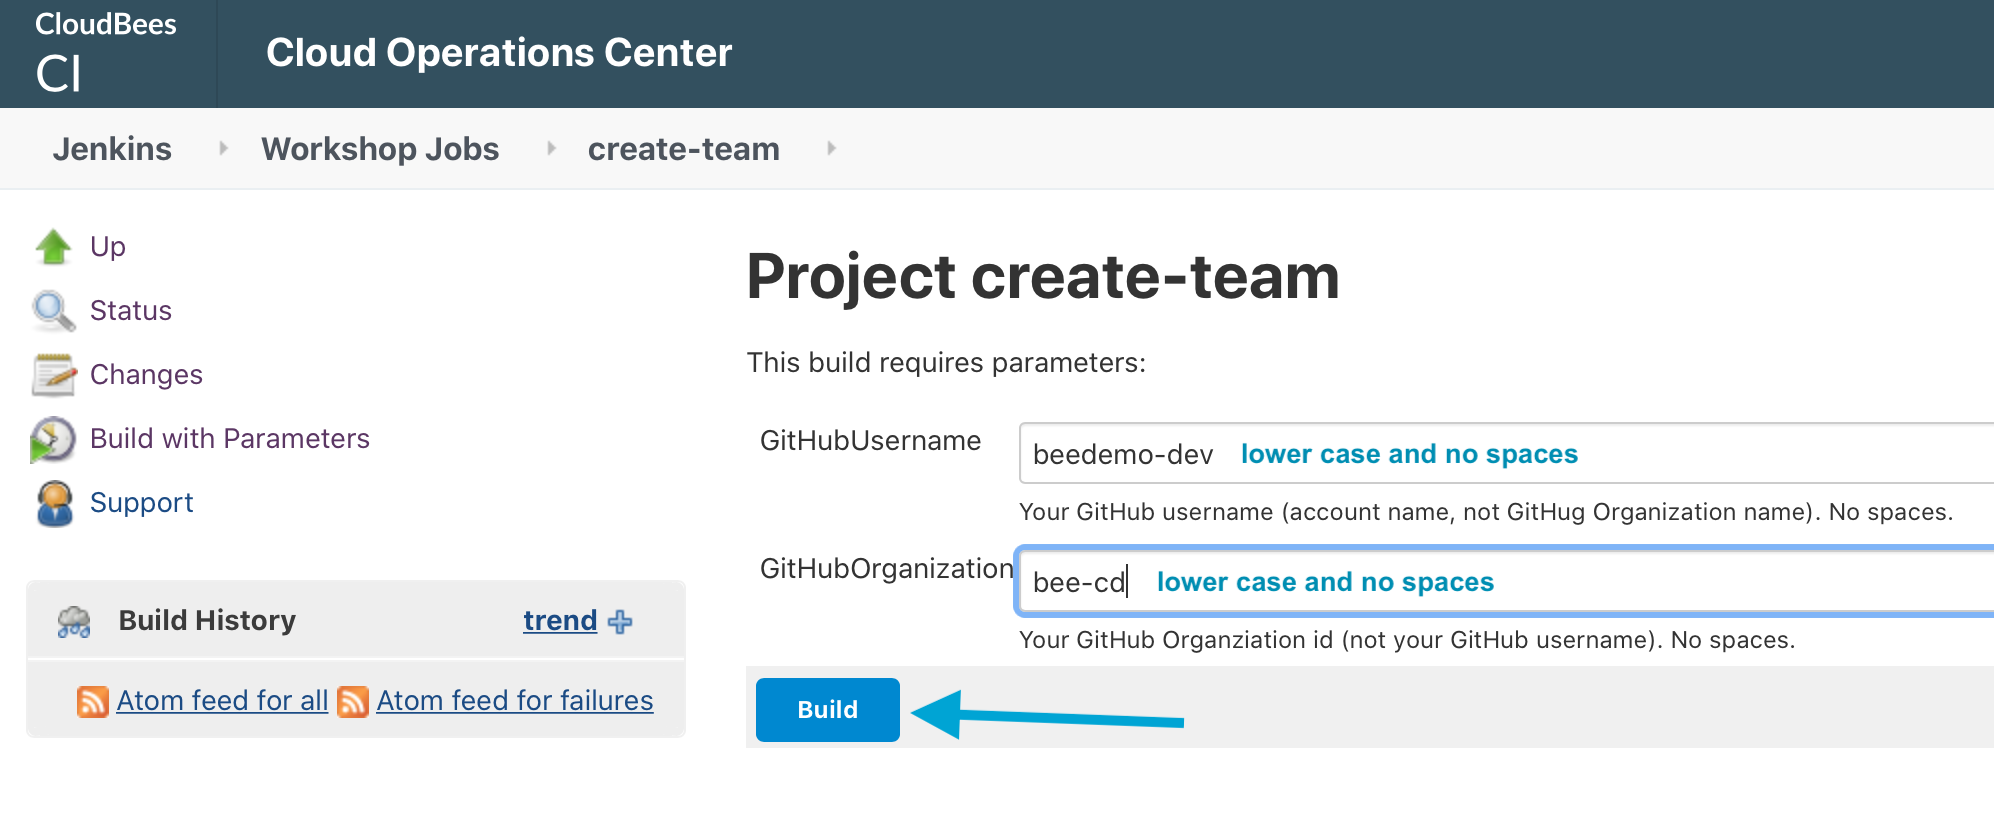 CloudBees
CI
Cloud Operations Center
Jenkins Workshop Jobs create-team
Up
Status
Changes
Build with Parameters
Support
Build History trend
Atom feed for all Atom feed for failures
Project create-team
This build requires parameters:
GitHubUsername beedemo-dev lower case and no spaces
Your GitHub username (account name, not GitHug Organization name). No spaces.
GitHubOrganization bee-cd lower case and no spaces
Your GitHub Organziation id (not your GitHub username). No spaces.
Build